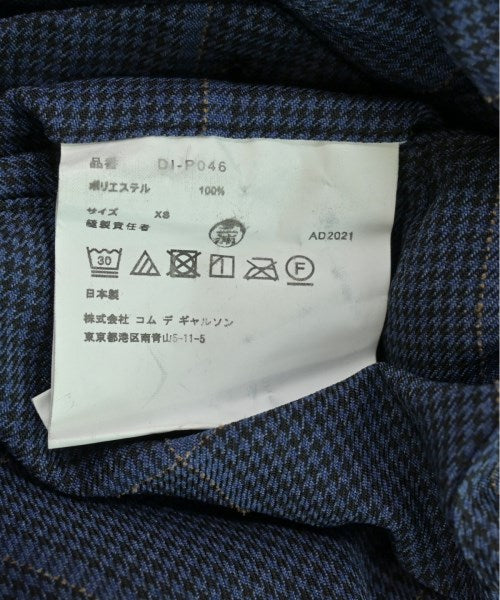 品番 DI-P046
ポリエステル 100%
サイズ XS
縫製責任者
AD2021
30 F
日本製
株式会社 コム デ ギャルソン
東京都港区南青山5-11-5